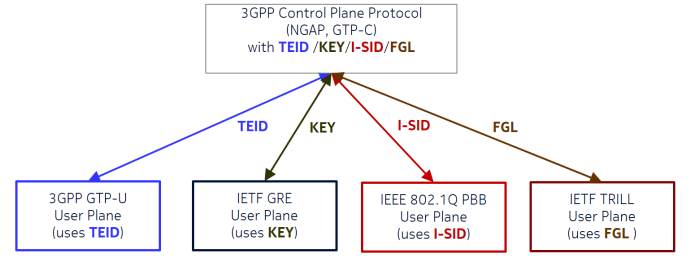 3GPP Control Plane Protocol
(NGAP, GTP-C)
with TEID /KEY/I-SID/FGL
TEID
KEY
I-SID
FGL
3GPP GTP-U
User Plane
(uses TEID)
IETF GRE
User Plane
(uses KEY)
IEEE 802.1Q PBB
User Plane
(uses I-SID)
IETF TRILL
User Plane
(uses FGL )